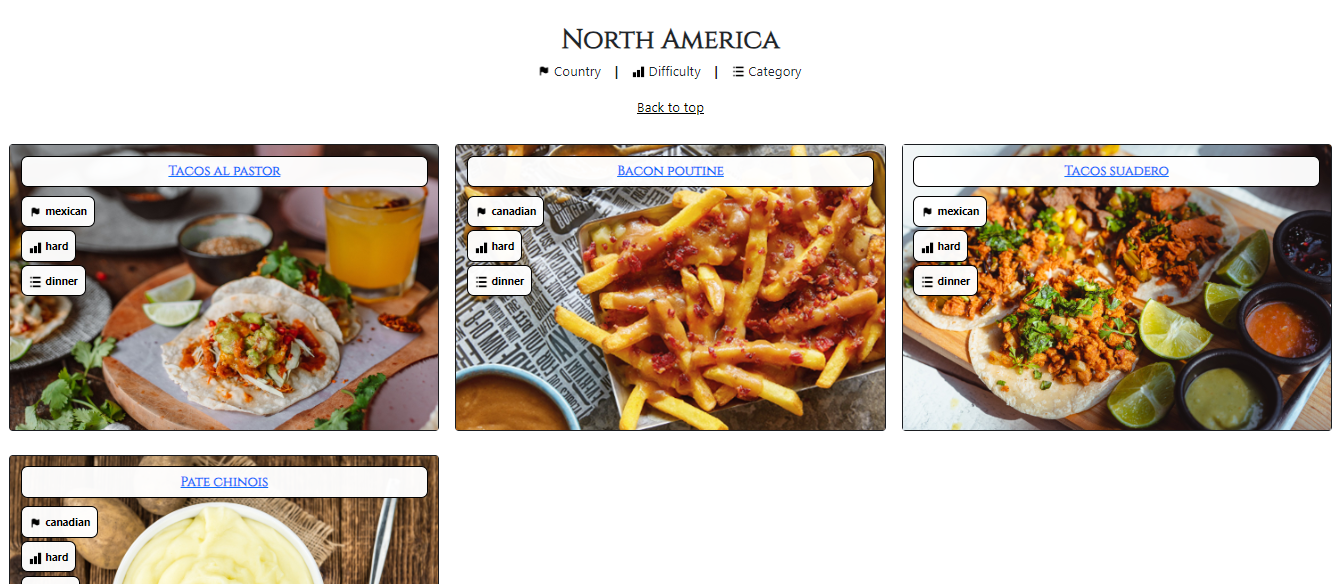 North America
Country | Difficulty | Category
Back to top
Tacos al pastor
mexican
hard
dinner
Bacon poutine
canadian
hard
dinner
Tacos suadero
mexican
hard
dinner
Pate chinois
canadian
hard